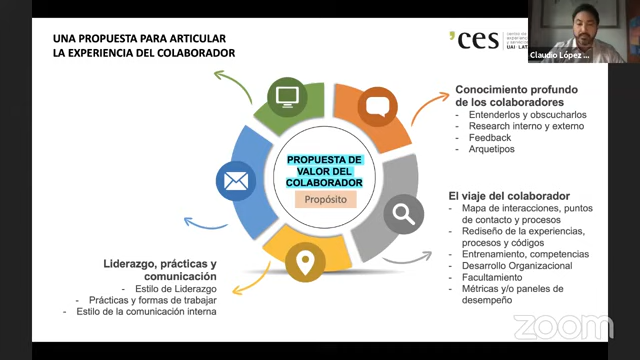 UNA PROPUESTA PARA ARTICULAR
LA EXPERIENCIA DEL COLABORADOR
'ces
UAI LAT
Claudio López ...
Conocimiento profundo
de los colaboradores
- Entenderlos y obscucharlos
- Research interno y externo
- Feedback
- Arquetipos
PROPUESTA DE
VALOR DEL
COLABORADOR
Propósito
El viaje del colaborador
- Mapa de interacciones, puntos
de contacto y procesos
- Rediseño de la experiencias,
procesos y códigos
- Entrenamiento, competencias
- Desarrollo Organizacional
- Facultamiento
- Métricas y/o paneles de
desempeño
Liderazgo, prácticas y
comunicación
- Estilo de Liderazgo
- Prácticas y formas de trabajar
- Estilo de la comunicación interna
zoom